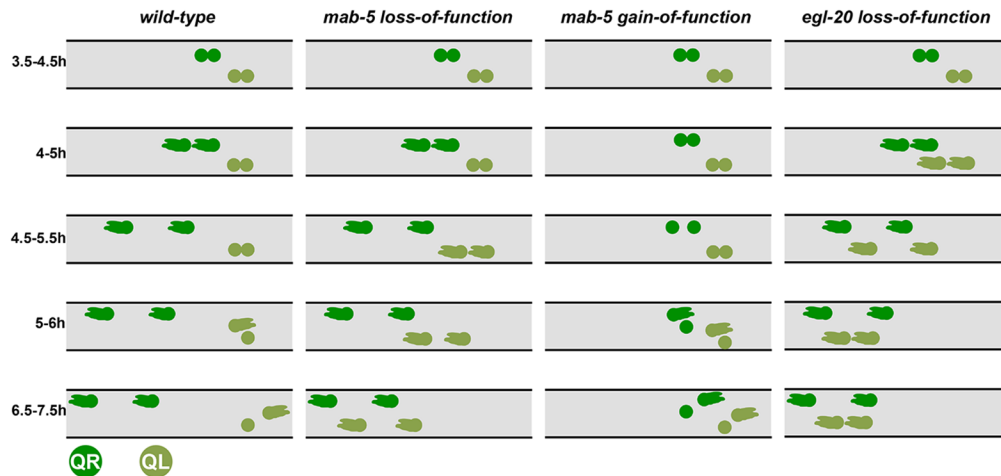 wild-type mab-5 loss-of-function mab-5 gain-of-function egl-20 loss-of-function
3.5-4.5h
4-5h
4.5-5.5h
5-6h
6.5-7.5h
QR QL